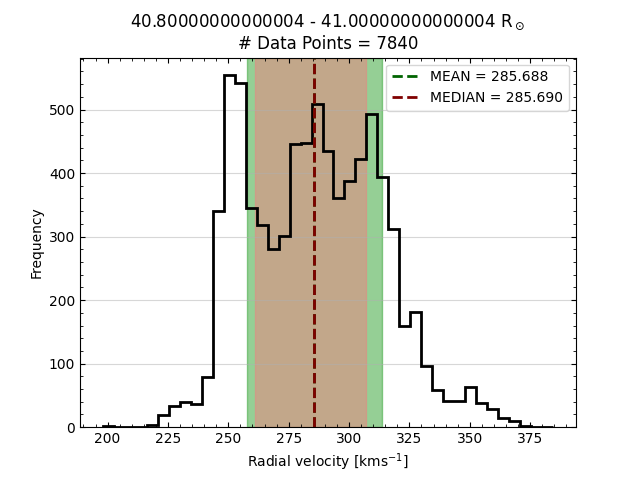 40.80000000000004 - 41.00000000000004 R☉
# Data Points = 7840
MEAN = 285.688
MEDIAN = 285.690
Frequency
500
400
300
200
100
0
200 225 250 275 300 325 350 375
Radial velocity [kms⁻¹]